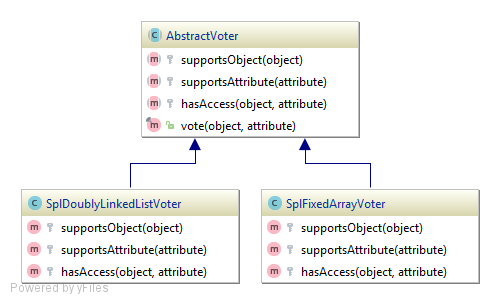 AbstractVoter
supportsObject(object)
supportsAttribute(attribute)
hasAccess(object, attribute)
vote(object, attribute)
SplDoublyLinkedListVoter
supportsObject(object)
supportsAttribute(attribute)
hasAccess(object, attribute)
SplFixedArrayVoter
supportsObject(object)
supportsAttribute(attribute)
hasAccess(object, attribute)
Powered by yFiles